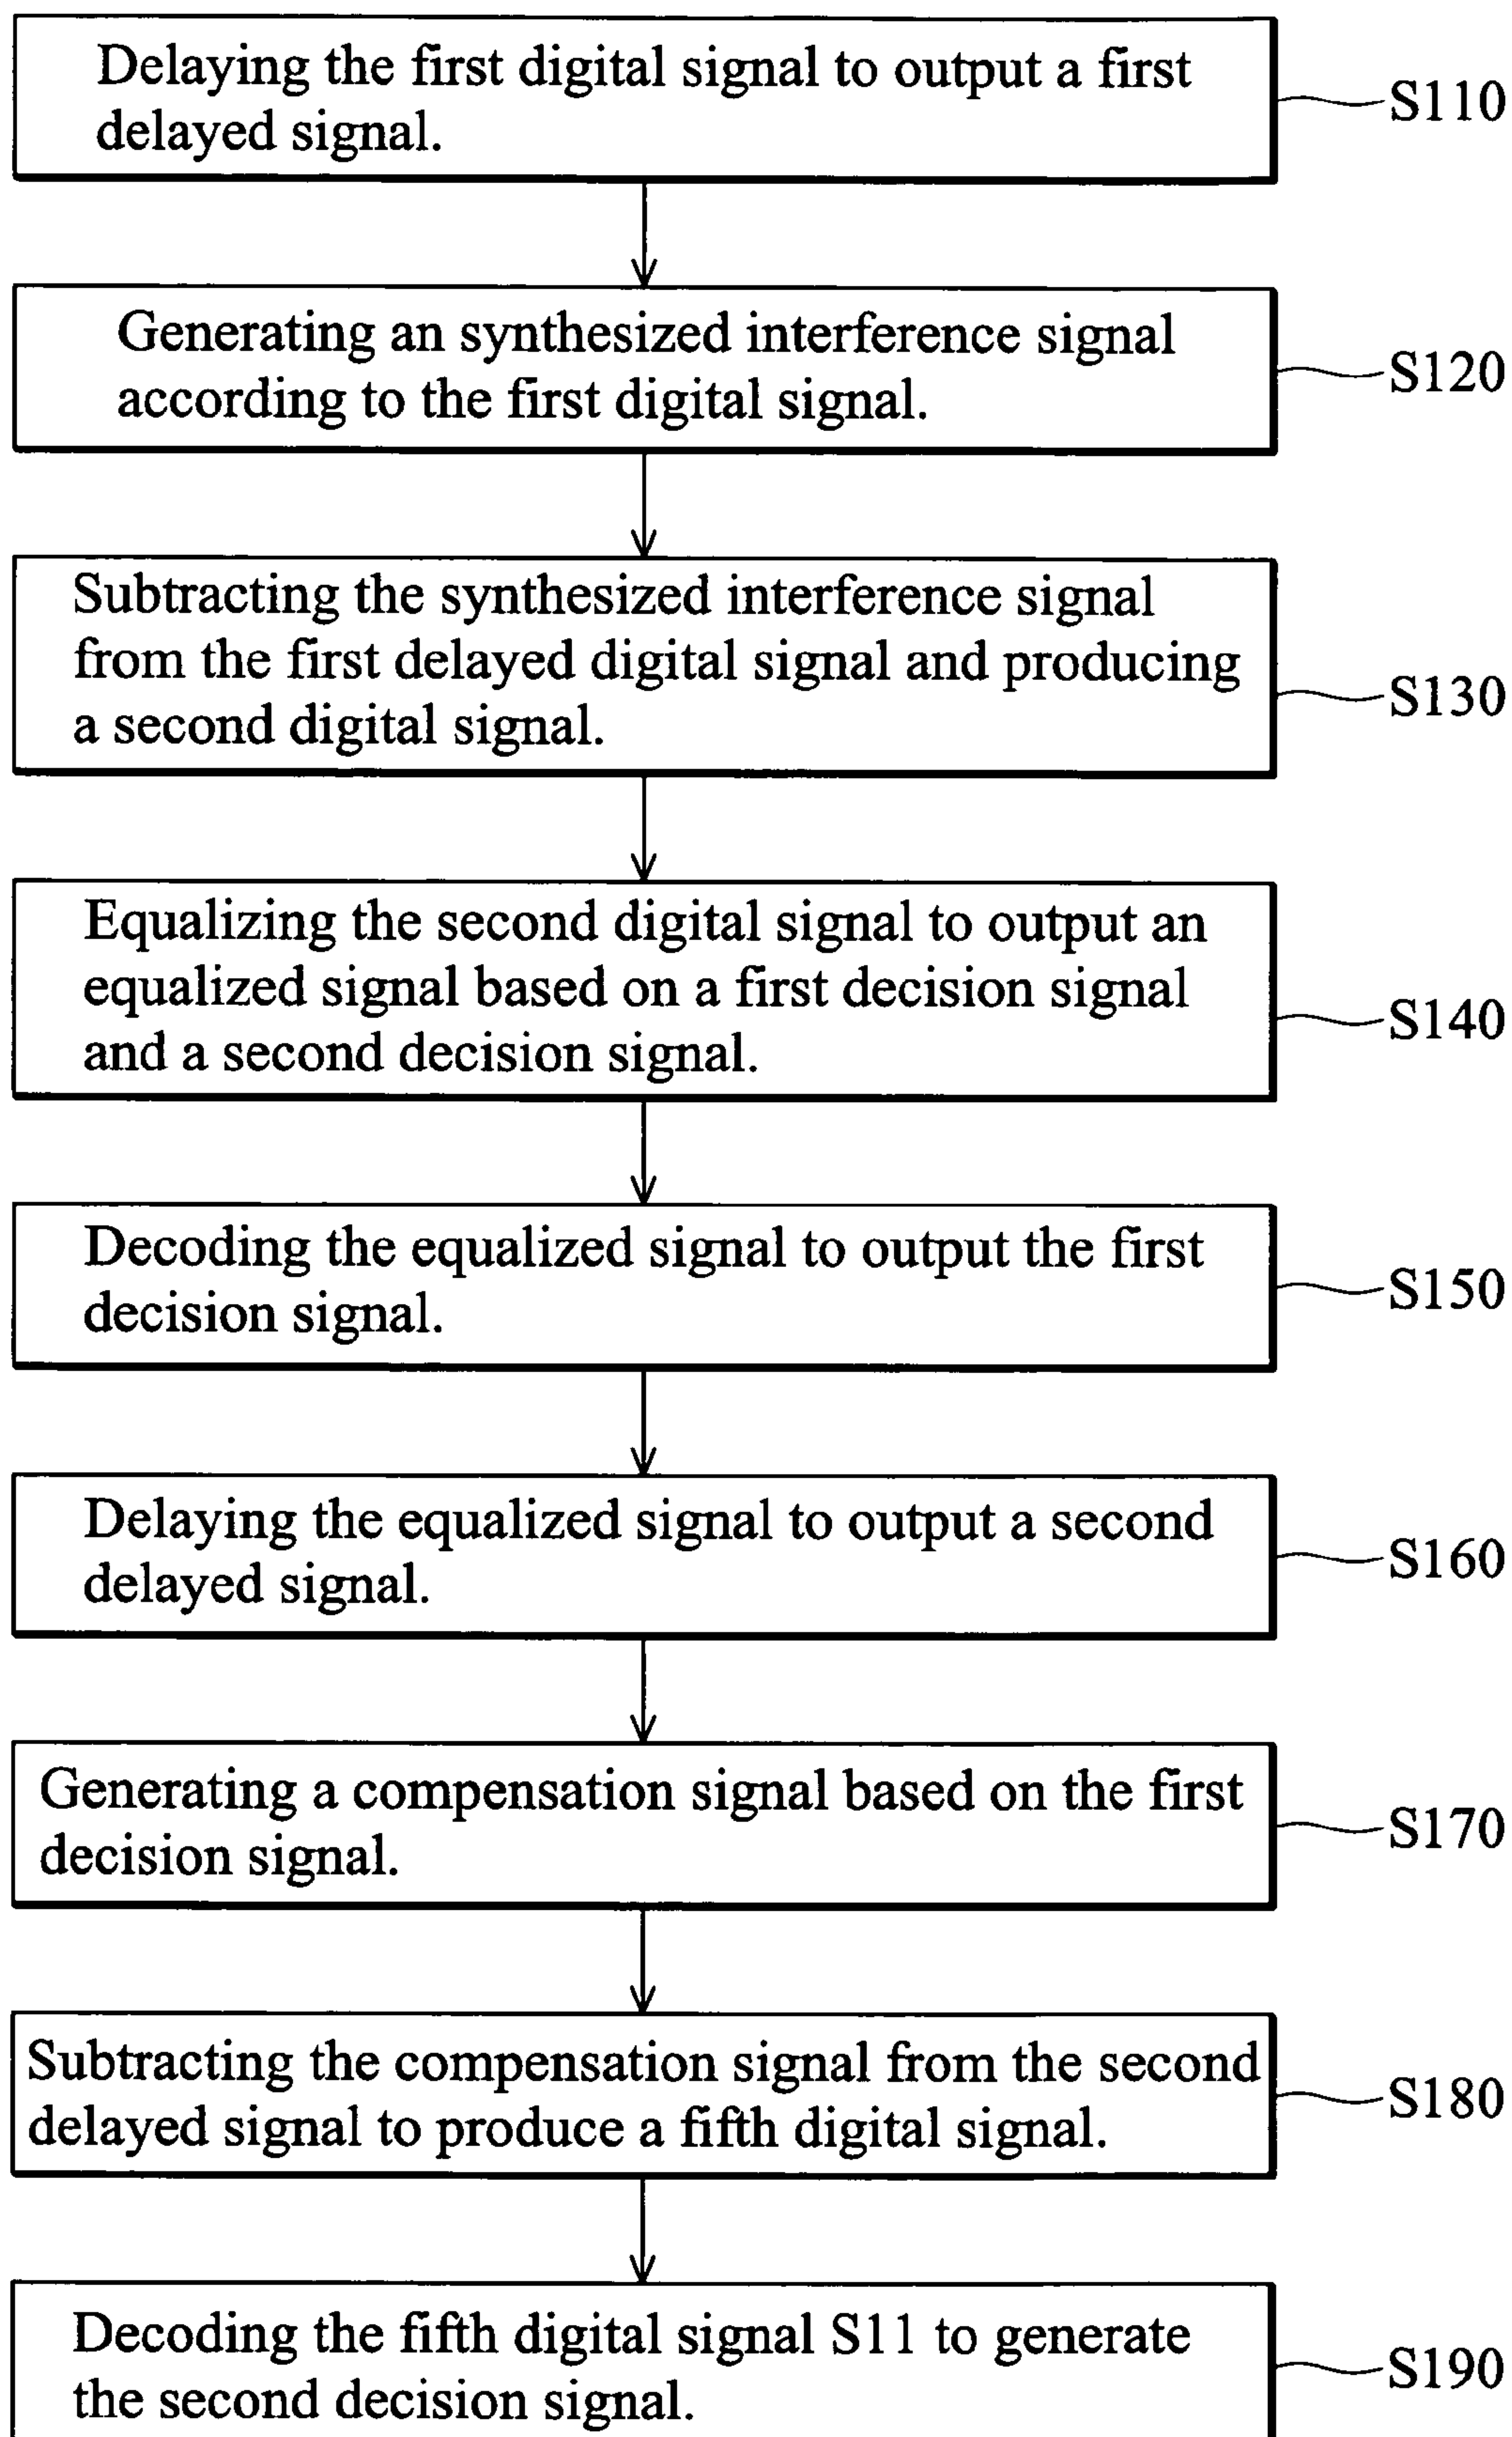 Delaying the first digital signal to output a first
delayed signal.
S110
Generating an synthesized interference signal
according to the first digital signal.
S120
Subtracting the synthesized interference signal
from the first delayed digital signal and producing
a second digital signal.
S130
Equalizing the second digital signal to output an
equalized signal based on a first decision signal
and a second decision signal.
S140
Decoding the equalized signal to output the first
decision signal.
S150
Delaying the equalized signal to output a second
delayed signal.
S160
Generating a compensation signal based on the first
decision signal.
S170
Subtracting the compensation signal from the second
delayed signal to produce a fifth digital signal.
S180
Decoding the fifth digital signal S11 to generate
the second decision signal.
S190